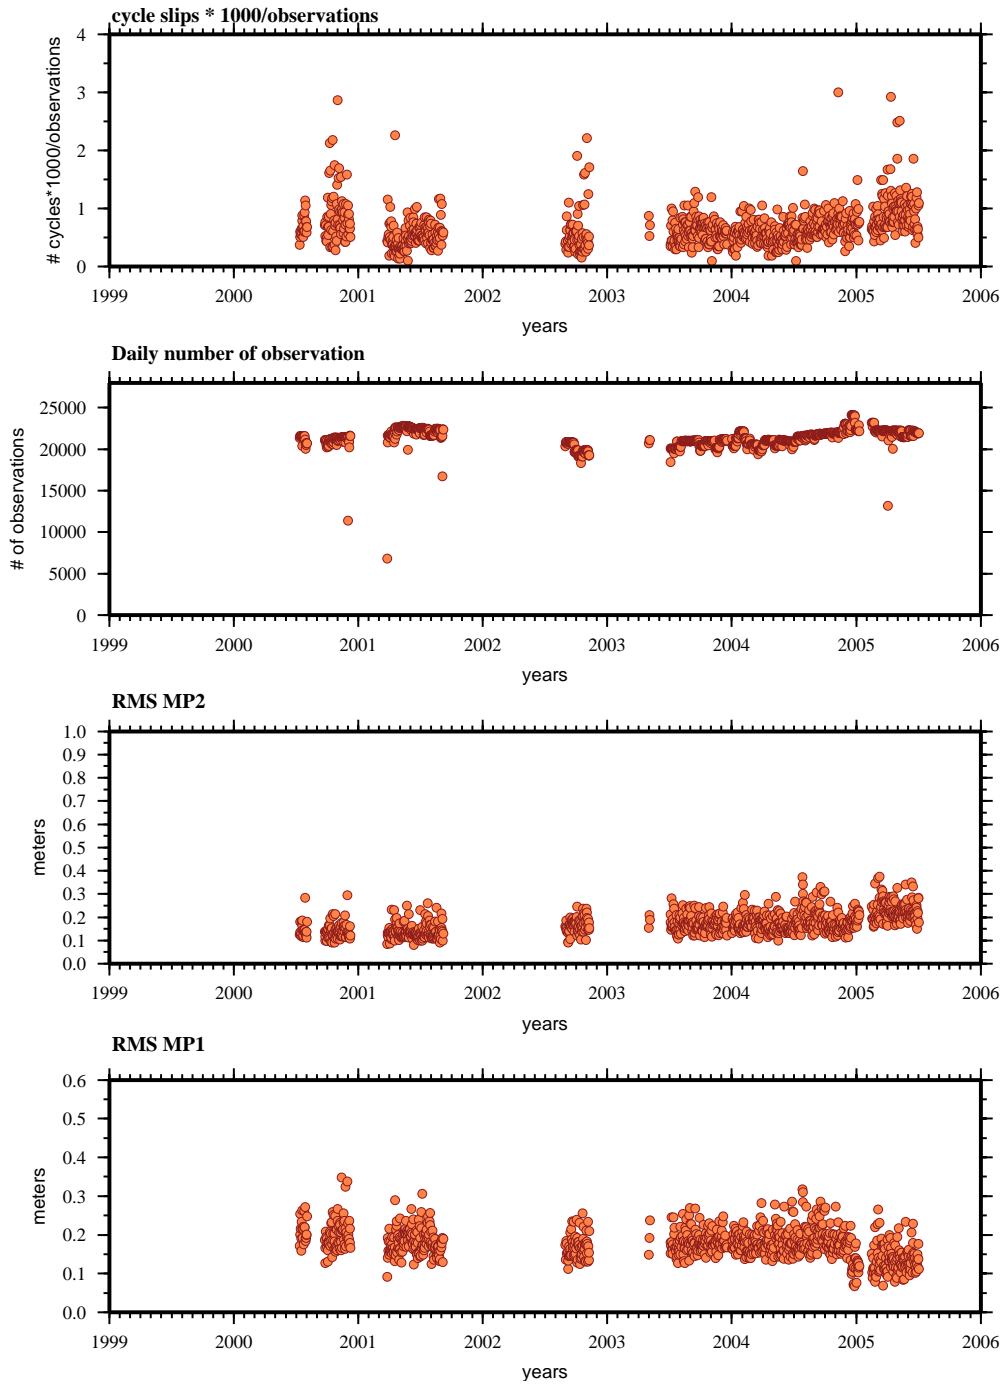 cycle slips * 1000/observations
4
3
2
1
0
# cycles*1000/observations
1999 2000 2001 2002 2003 2004 2005 2006
years
Daily number of observation
25000
20000
15000
10000
5000
0
# of observations
1999 2000 2001 2002 2003 2004 2005 2006
years
RMS MP2
1.0
0.9
0.8
0.7
0.6
0.5
0.4
0.3
0.2
0.1
0.0
meters
1999 2000 2001 2002 2003 2004 2005 2006
years
RMS MP1
0.6
0.5
0.4
0.3
0.2
0.1
0.0
meters
1999 2000 2001 2002 2003 2004 2005 2006
years